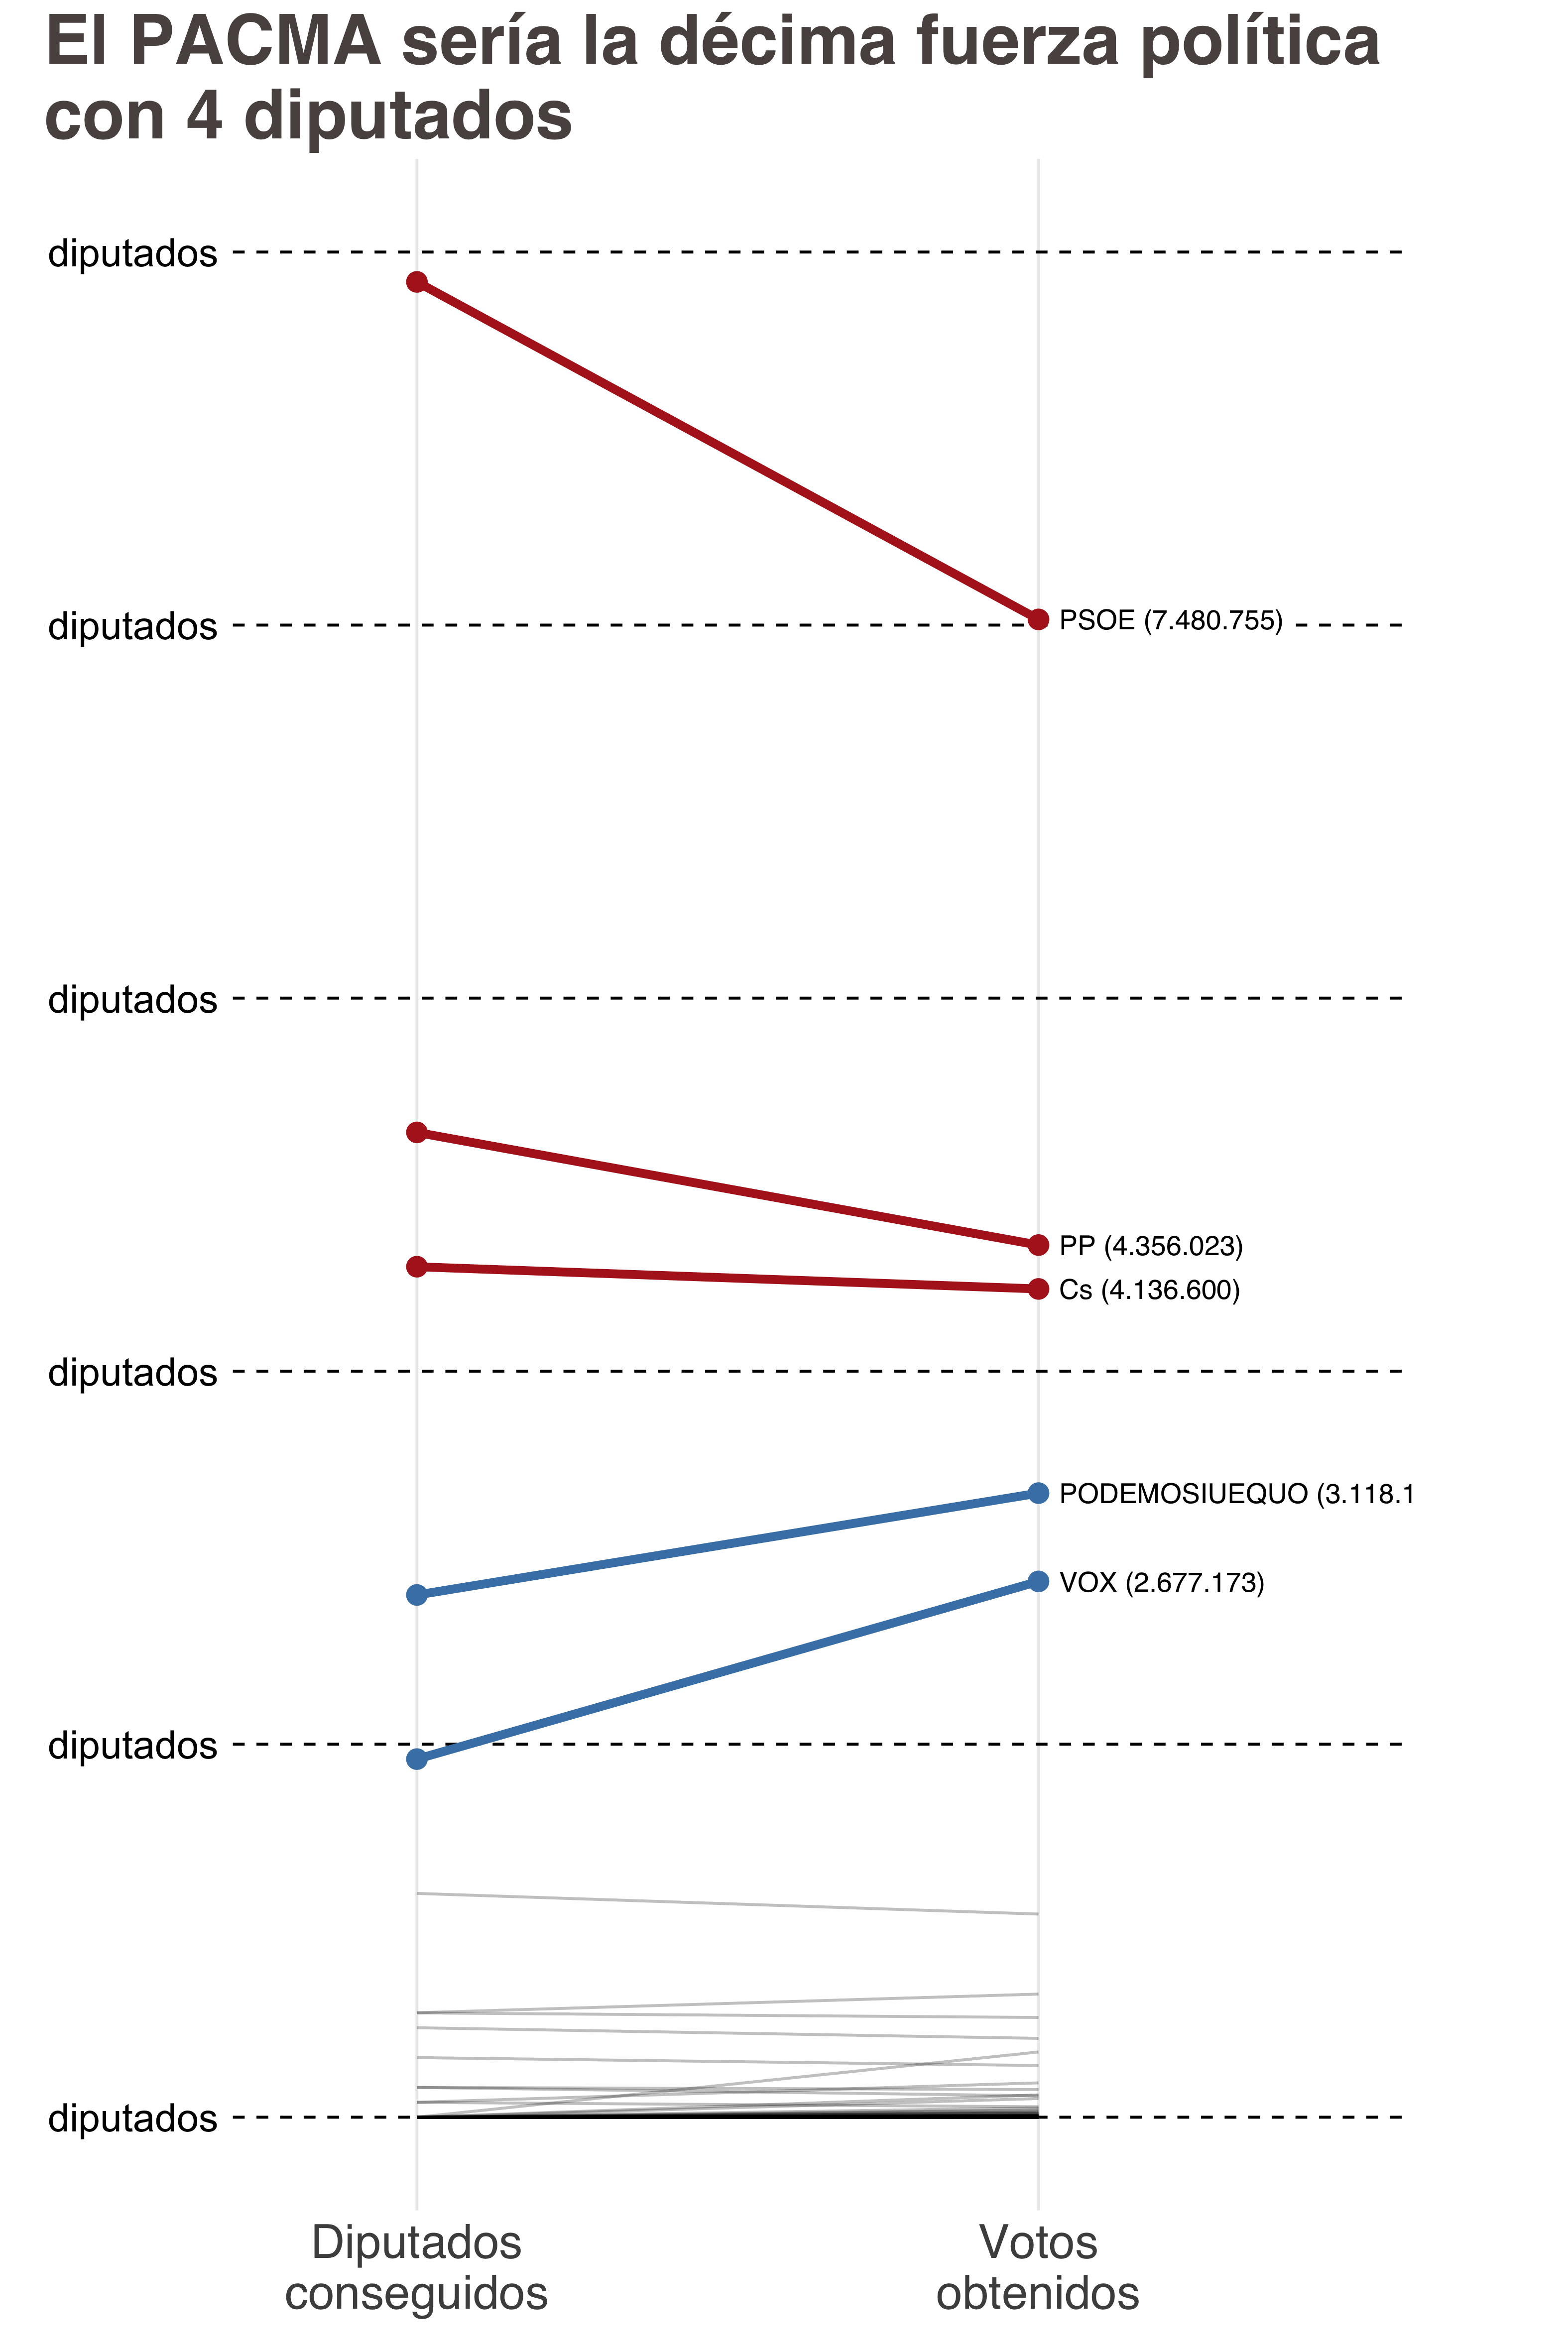 El PACMA sería la décima fuerza política
con 4 diputados
diputados
diputados
PSOE (7.480.755)
diputados
PP (4.356.023)
Cs (4.136.600)
diputados
PODEMOSIUEQUO (3.118.1
VOX (2.677.173)
diputados
diputados
Diputados
conseguidos
Votos
obtenidos